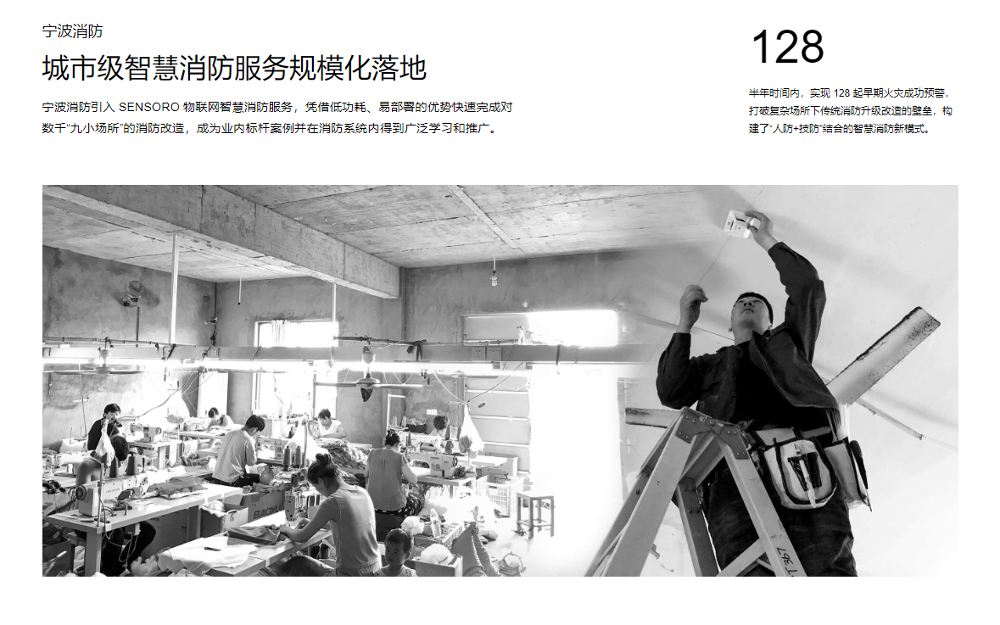 宁波消防
城市级智慧消防服务规模化落地
宁波消防引入 SENSORO 物联网智慧消防服务，凭借低功耗、易部署的优势快速完成对
数千“九小场所”的消防改造，成为业内标杆案例并在消防系统内得到广泛学习和推广。
128
半年时间内，实现 128 起早期火灾成功预警，
打破复杂场所下传统消防升级改造的壁垒，构
建了“人防+技防”结合的智慧消防新模式。